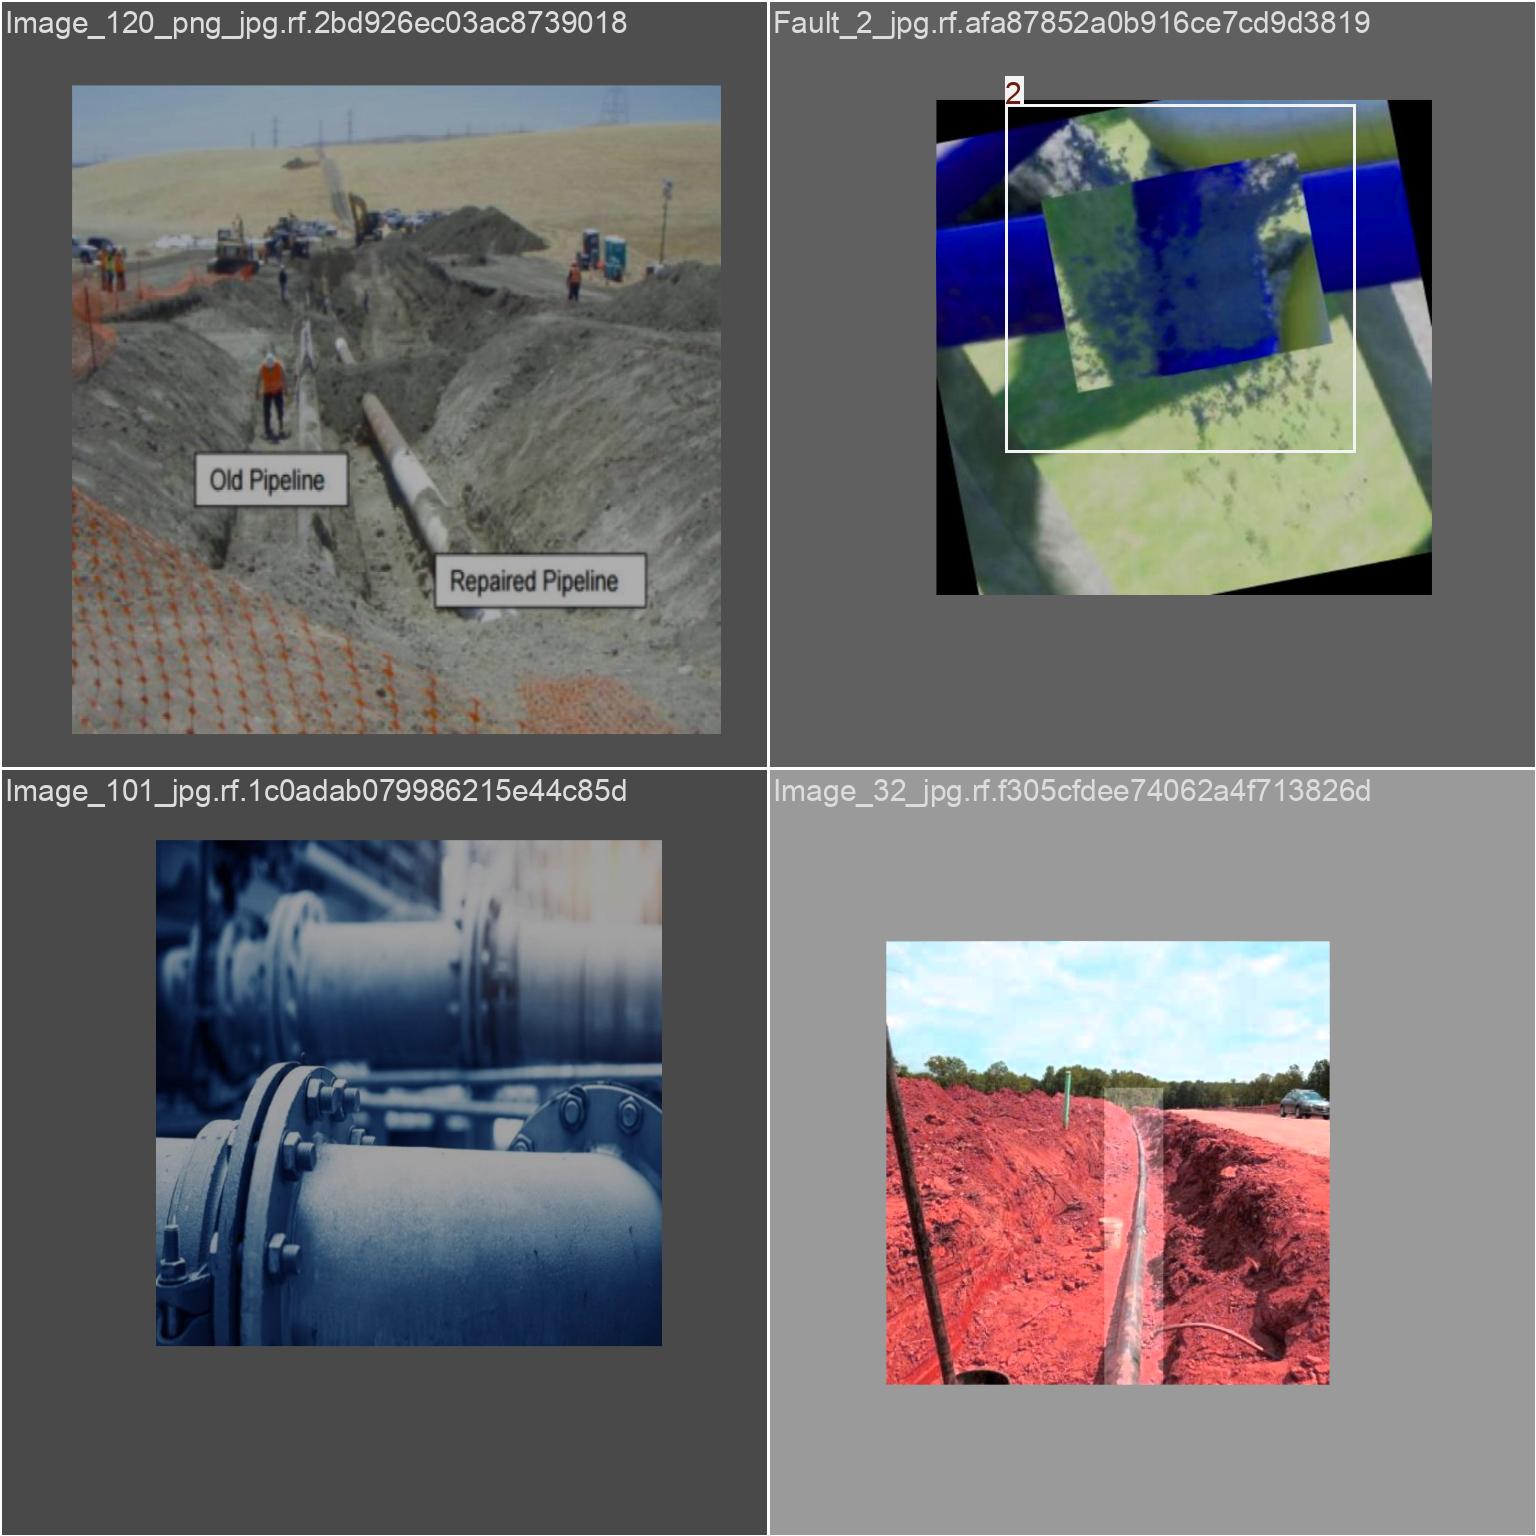 Image_120_png_jpg.rf.2bd926ec03ac8739018
Fault_2_jpg.rf.afa87852a0b916ce7cd9d3819
2
Old Pipeline
Repaired Pipeline
Image_101_jpg.rf.1c0adab079986215e44c85d
Image_32_jpg.rf.f305cfdee74062a4f713826d